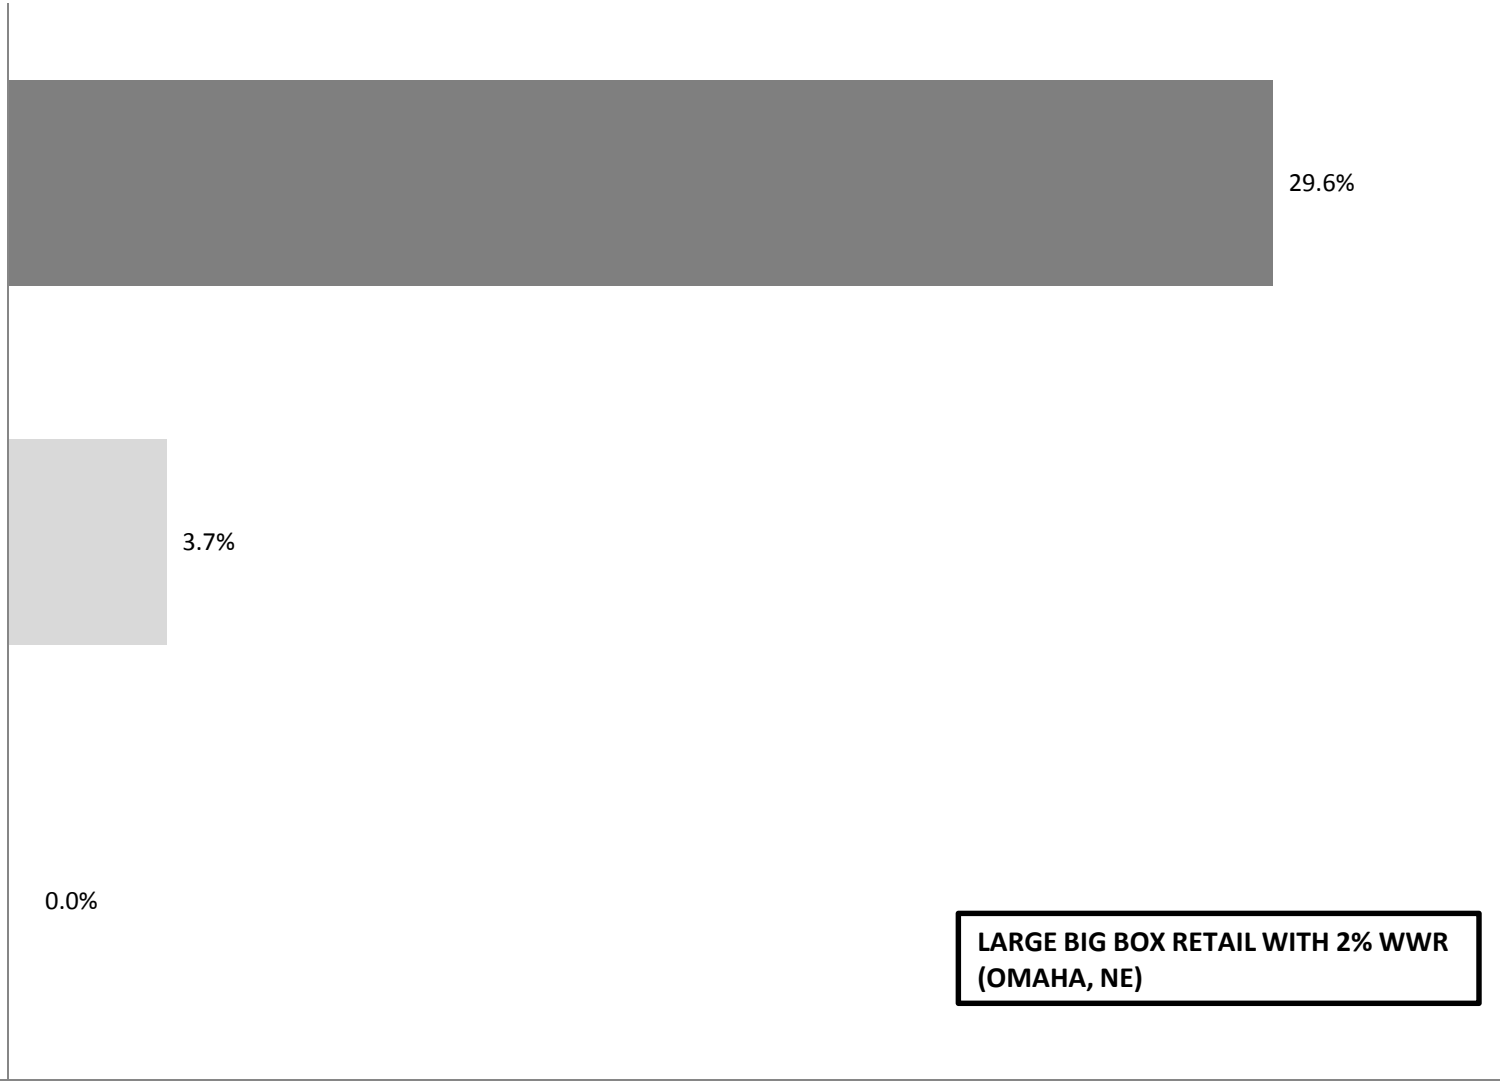 29.6%
3.7%
0.0%
LARGE BIG BOX RETAIL WITH 2% WWR
(OMAHA, NE)